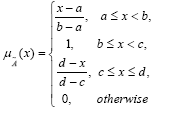 μ_Ã(x) = { (x-a)/(b-a), a ≤ x < b,
1, b ≤ x < c,
(d-x)/(d-c), c ≤ x ≤ d,
0, otherwise